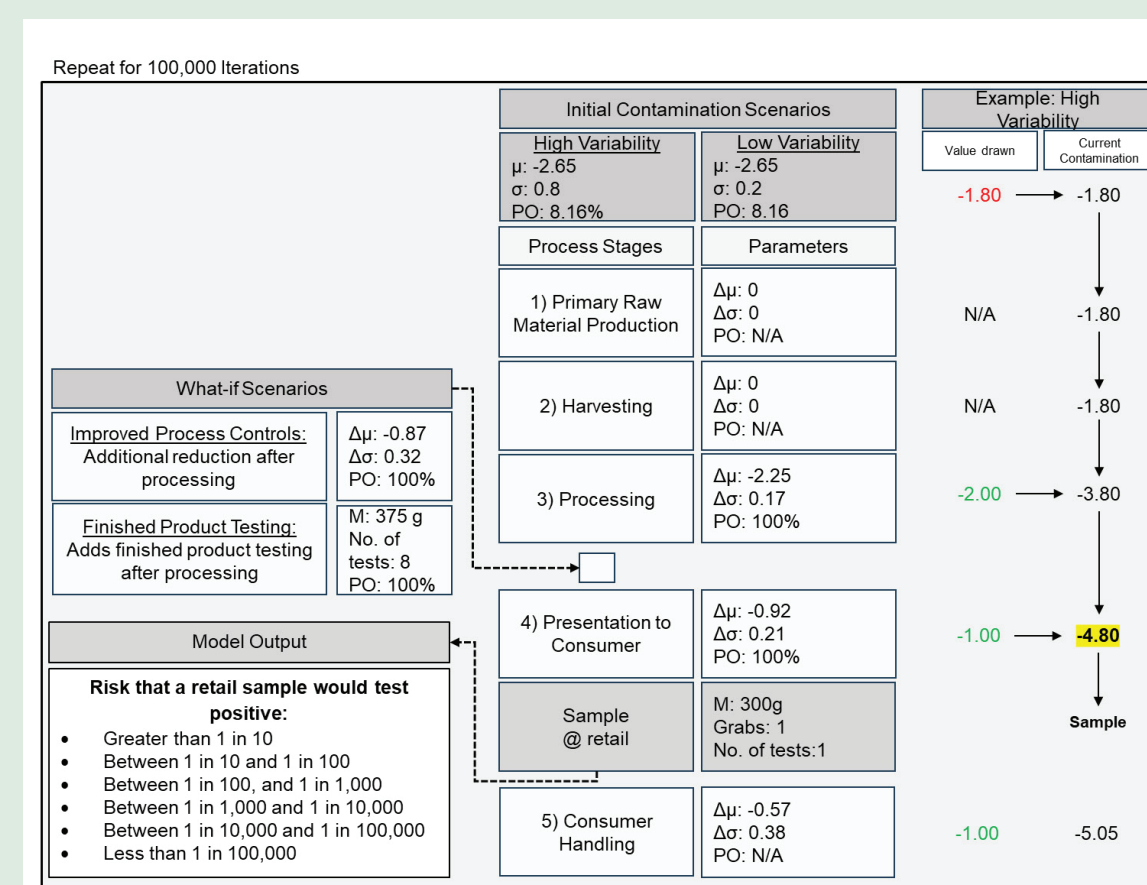 Repeat for 100,000 Iterations
Initial Contamination Scenarios
High Variability
μ: -2.65
σ: 0.8
PO: 8.16%
Low Variability
μ: -2.65
σ: 0.2
PO: 8.16
Process Stages
Parameters
1) Primary Raw
Material Production
Δμ: 0
Δσ: 0
PO: N/A
2) Harvesting
Δμ: 0
Δσ: 0
PO: N/A
3) Processing
Δμ: -2.25
Δσ: 0.17
PO: 100%
4) Presentation to
Consumer
Δμ: -0.92
Δσ: 0.21
PO: 100%
Sample
@ retail
M: 300g
Grabs: 1
No. of tests:1
5) Consumer
Handling
Δμ: -0.57
Δσ: 0.38
PO: N/A
Example: High
Variability
Value drawn
Current
Contamination
-1.80
-1.80
N/A
-1.80
N/A
-1.80
-2.00
-3.80
-1.00
-4.80
Sample
-1.00
-5.05
What-if Scenarios
Improved Process Controls:
Additional reduction after
processing
Δμ: -0.87
Δσ: 0.32
PO: 100%
Finished Product Testing:
Adds finished product testing
after processing
M: 375 g
No. of
tests: 8
PO: 100%
Model Output
Risk that a retail sample would test
positive:
• Greater than 1 in 10
• Between 1 in 10 and 1 in 100
• Between 1 in 100, and 1 in 1,000
• Between 1 in 1,000 and 1 in 10,000
• Between 1 in 10,000 and 1 in 100,000
• Less than 1 in 100,000